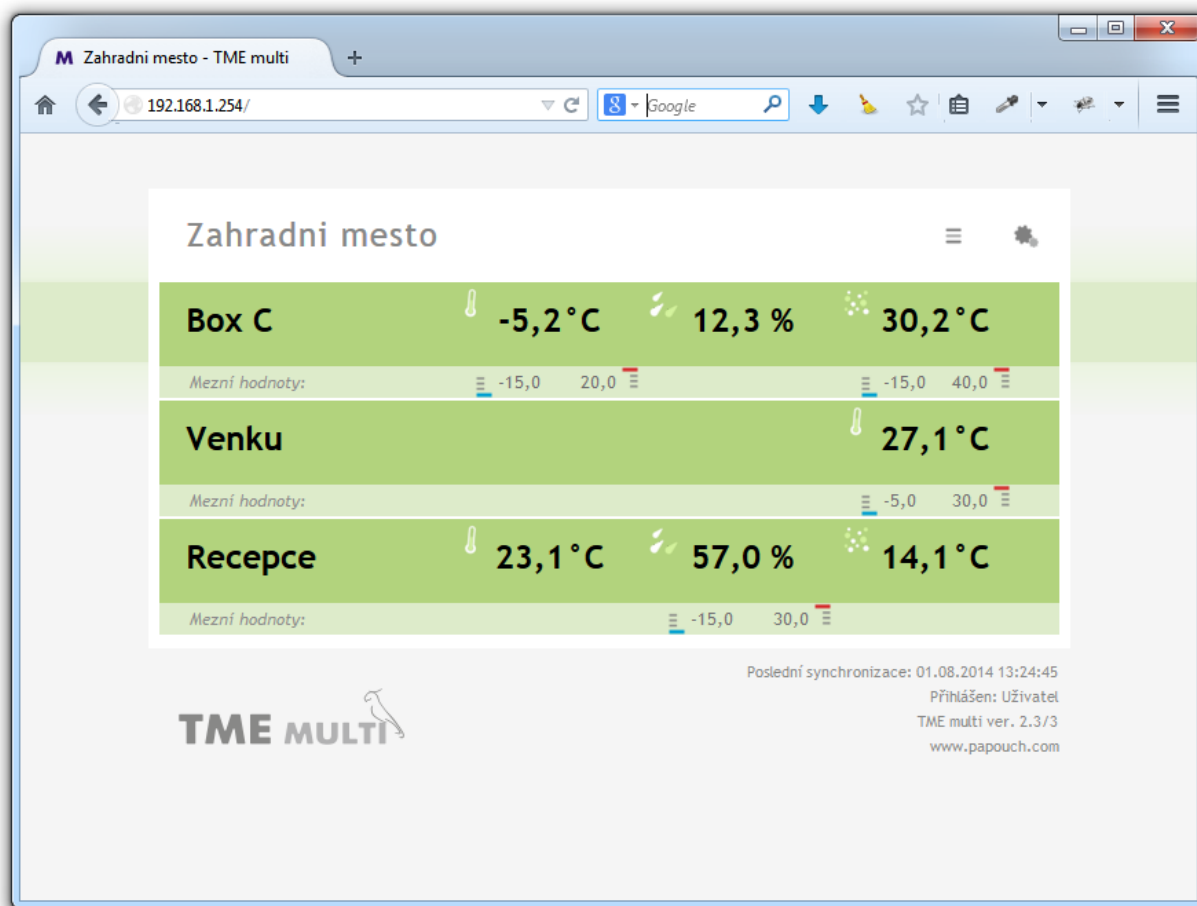 Zahradni mesto - TME multi
192.168.1.254/
8 Google
Zahradni mesto
Box C -5,2°C 12,3 % 30,2°C
Mezní hodnoty: -15,0 20,0 -15,0 40,0
Venku 27,1°C
Mezní hodnoty: -5,0 30,0
Recepce 23,1°C 57,0 % 14,1°C
Mezní hodnoty: -15,0 30,0
Poslední synchronizace: 01.08.2014 13:24:45
Přihlášen: Uživatel
TME multi ver. 2.3/3
www.papouch.com
TME MULTI